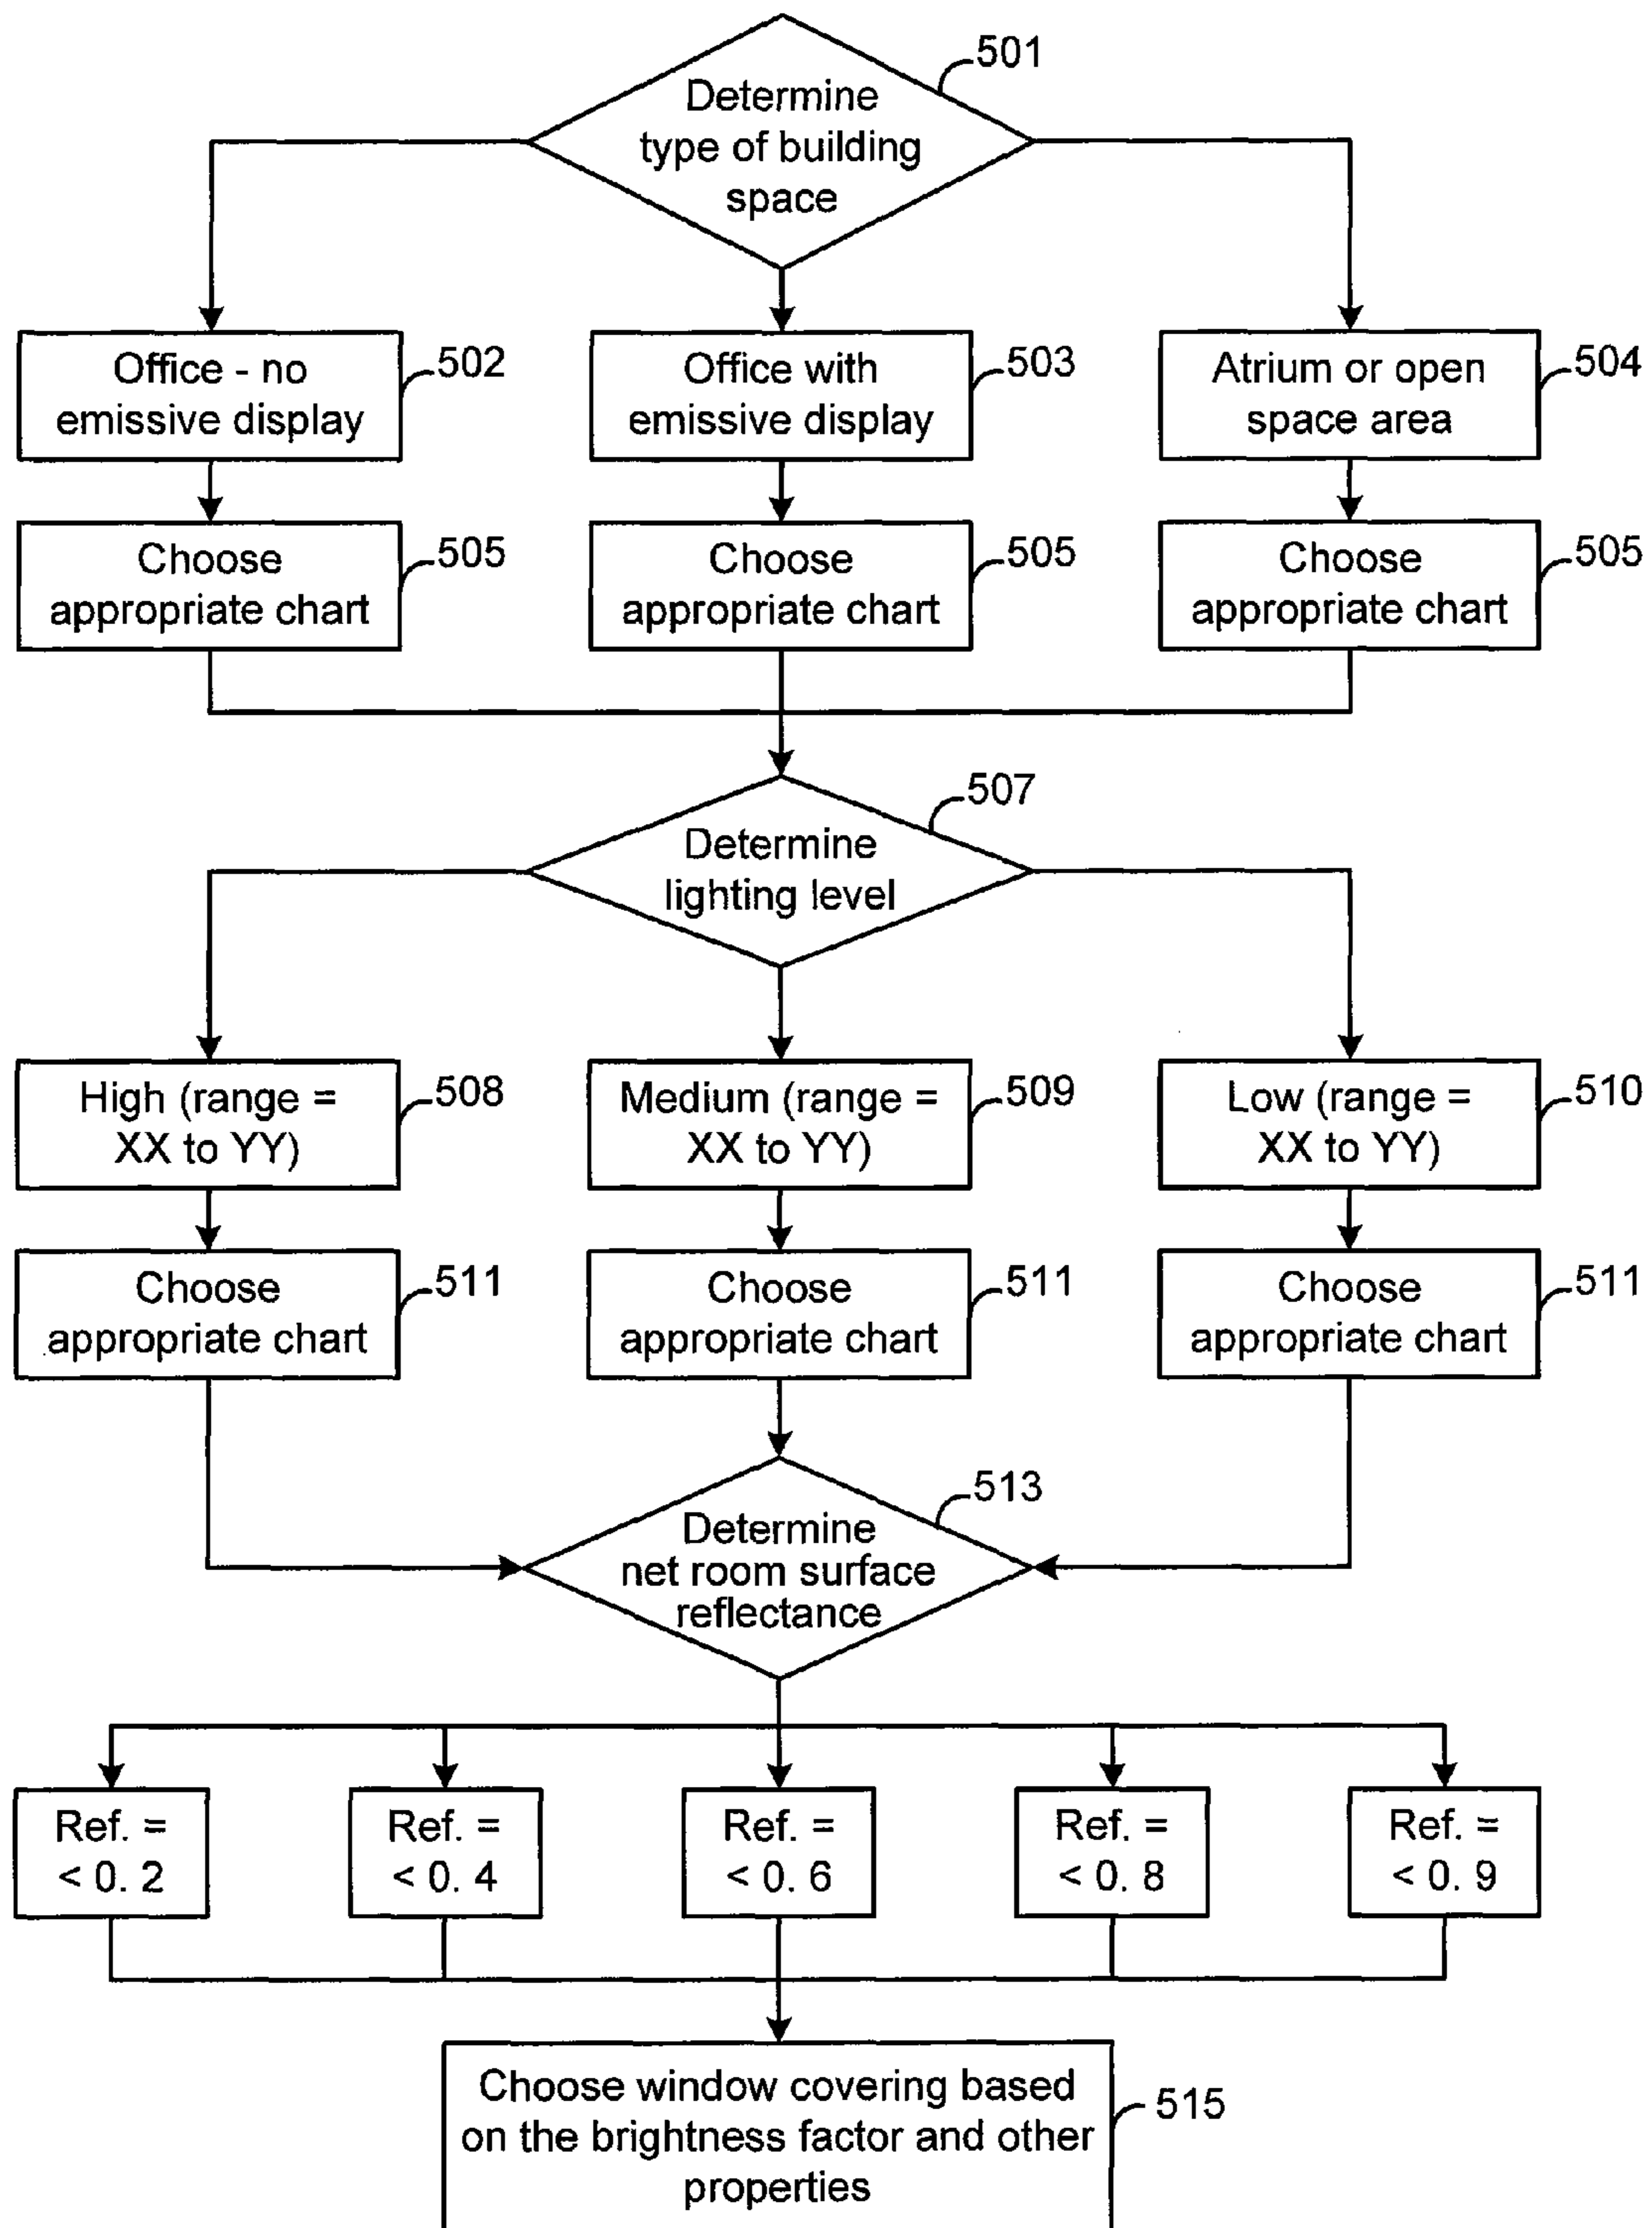 501
Determine
type of building
space
Office - no
emissive display
502
Office with
emissive display
503
Atrium or open
space area
504
Choose
appropriate chart
505
Choose
appropriate chart
505
Choose
appropriate chart
505
507
Determine
lighting level
High (range =
XX to YY)
508
Medium (range =
XX to YY)
509
Low (range =
XX to YY)
510
Choose
appropriate chart
511
Choose
appropriate chart
511
Choose
appropriate chart
511
513
Determine
net room surface
reflectance
Ref. =
< 0. 2
Ref. =
< 0. 4
Ref. =
< 0. 6
Ref. =
< 0. 8
Ref. =
< 0. 9
Choose window covering based
on the brightness factor and other
properties
515